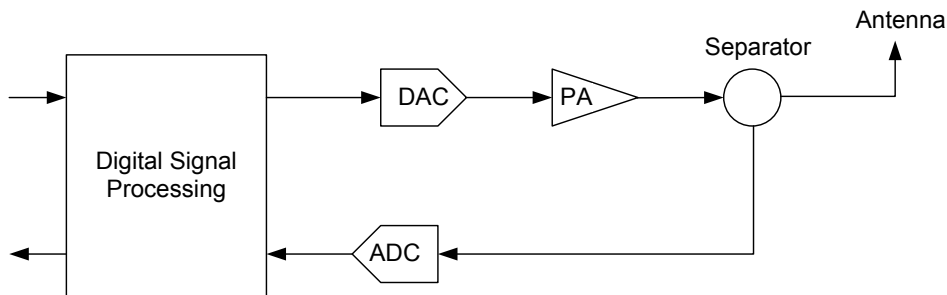 Antenna
Separator
DAC
PA
Digital Signal
Processing
ADC